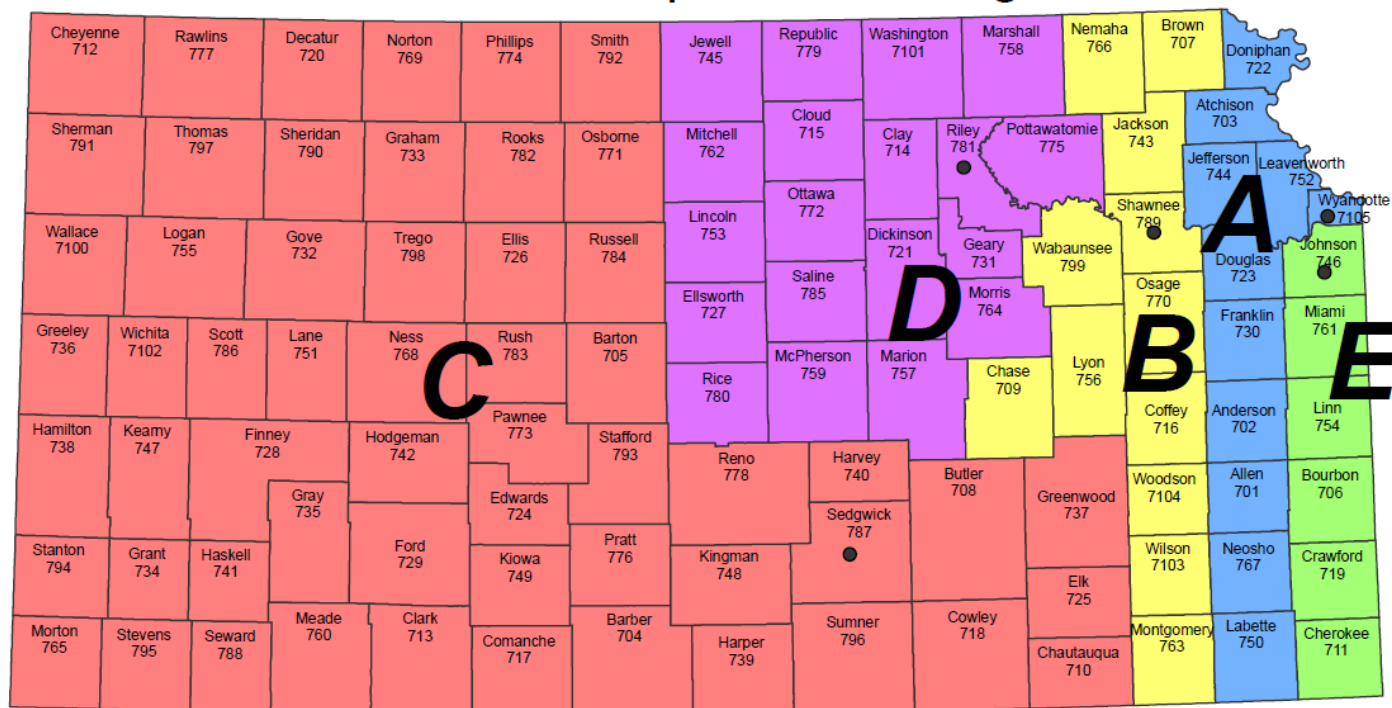 Cheyenne
712
Rawlins
777
Decatur
720
Norton
769
Phillips
774
Smith
792
Jewell
745
Republic
779
Washington
7101
Marshall
758
Nemaha
766
Brown
707
Doniphan
722
Sherman
791
Thomas
797
Sheridan
790
Graham
733
Rooks
782
Osborne
771
Mitchell
762
Cloud
715
Clay
714
Riley
781
Pottawatomie
775
Jackson
743
Atchison
703
Jefferson
744
Leavenworth
752
Wyandotte
7105
Wallace
7100
Logan
755
Gove
732
Trego
798
Ellis
726
Russell
784
Lincoln
753
Ottawa
772
Dickinson
721
Geary
731
Wabaunsee
799
Shawnee
789
A
Douglas
723
Johnson
746
Ellsworth
727
Saline
785
D
Morris
764
Osage
770
Franklin
730
Miami
761
Greeley
736
Wichita
7102
Scott
786
Lane
751
Ness
768
C
Rush
783
Barton
705
Rice
780
McPherson
759
Marion
757
Chase
709
Lyon
756
B
E
Coffey
716
Anderson
702
Linn
754
Hamilton
738
Kearny
747
Finney
728
Hodgeman
742
Pawnee
773
Stafford
793
Reno
778
Harvey
740
Butler
708
Greenwood
737
Woodson
7104
Allen
701
Bourbon
706
Gray
735
Edwards
724
Sedgwick
787
Stanton
794
Grant
734
Haskell
741
Ford
729
Kiowa
749
Pratt
776
Kingman
748
Elk
725
Wilson
7103
Neosho
767
Crawford
719
Morton
765
Stevens
795
Seward
788
Meade
760
Clark
713
Comanche
717
Barber
704
Harper
739
Sumner
796
Cowley
718
Chautauqua
710
Montgomery
763
Labette
750
Cherokee
711